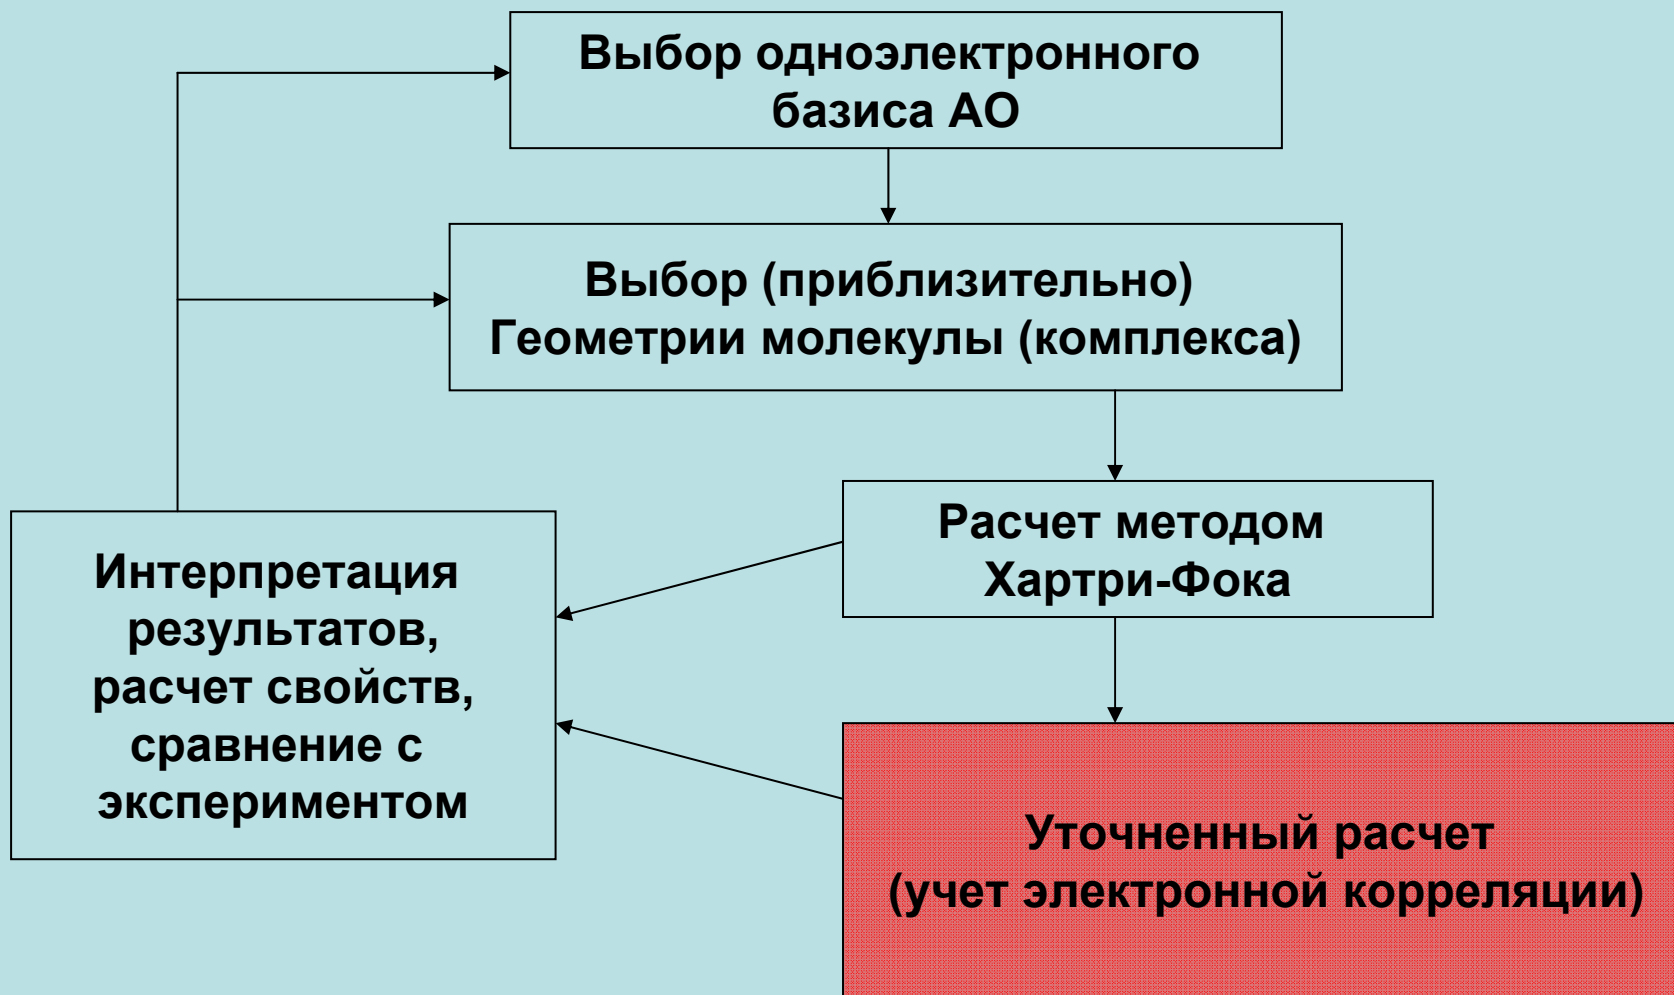 Выбор одноэлектронного
базиса АО
Выбор (приблизительно)
Геометрии молекулы (комплекса)
Расчет методом
Хартри-Фока
Интерпретация
результатов,
расчет свойств,
сравнение с
экспериментом
Уточненный расчет
(учет электронной корреляции)